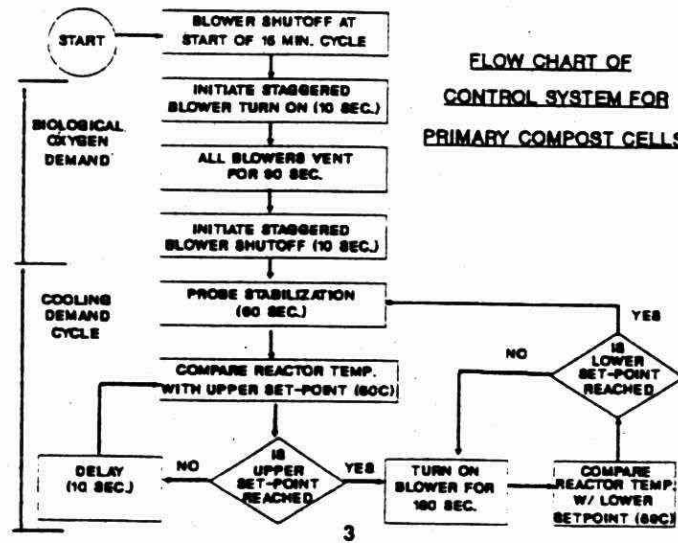 START
BLOWER SHUTOFF AT
START OF 15 MIN. CYCLE
FLOW CHART OF
CONTROL SYSTEM FOR
PRIMARY COMPOST CELLS
BIOLOGICAL
OXYGEN
DEMAND
INITIATE STAGGERED
BLOWER TURN ON (10 SEC.)
ALL BLOWERS VENT
FOR 90 SEC.
INITIATE STAGGERED
BLOWER SHUTOFF (10 SEC.)
COOLING
DEMAND
CYCLE
PROBE STABILIZATION
(60 SEC.)
COMPARE REACTOR TEMP.
WITH UPPER SET-POINT (60C)
IS
UPPER
SET-POINT
REACHED
NO
DELAY
(10 SEC.)
YES
TURN ON
BLOWER FOR
180 SEC.
COMPARE
REACTOR TEMP.
W/ LOWER
SETPOINT (59C)
IS
LOWER
SET-POINT
REACHED
NO
YES
3